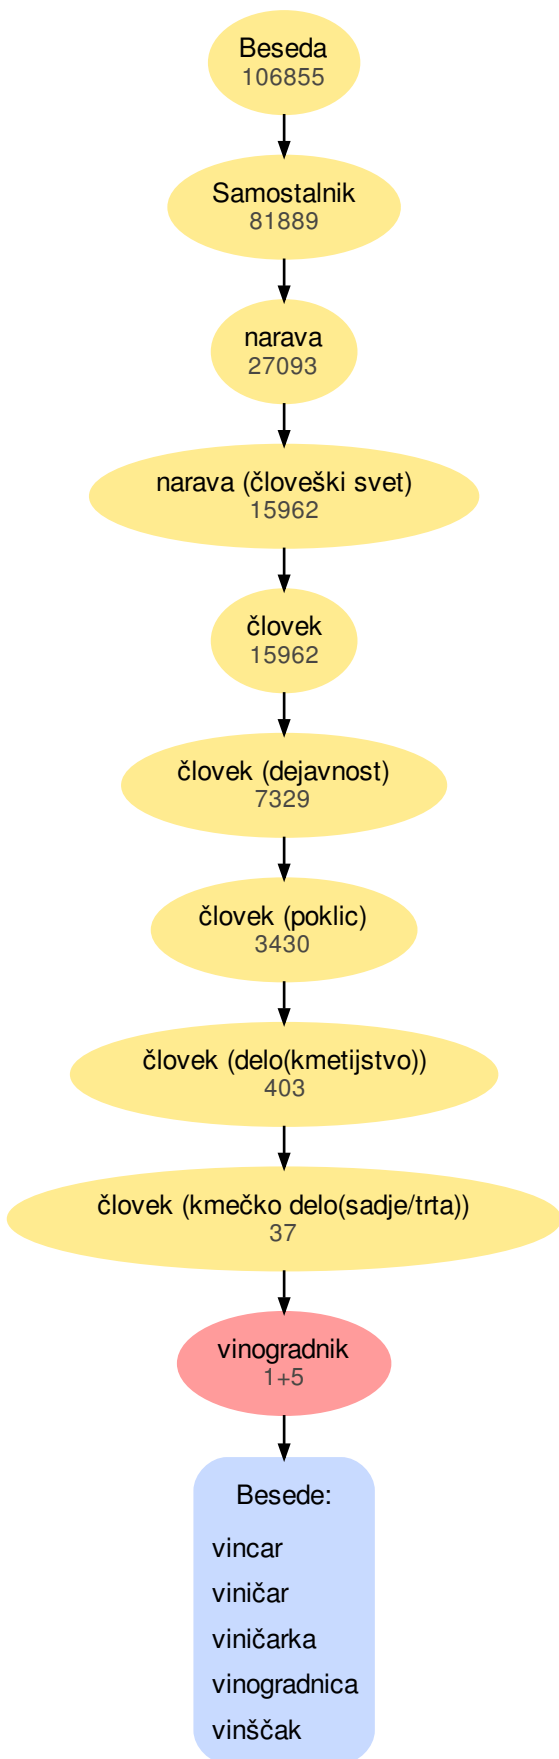 Beseda
106855
Samostalnik
81889
narava
27093
narava (človeški svet)
15962
človek
15962
človek (dejavnost)
7329
človek (poklic)
3430
človek (delo(kmetijstvo))
403
človek (kmečko delo(sadje/trta))
37
vinogradnik
1+5
Besede:
vincar
viničar
viničarka
vinogradnica
vinščak